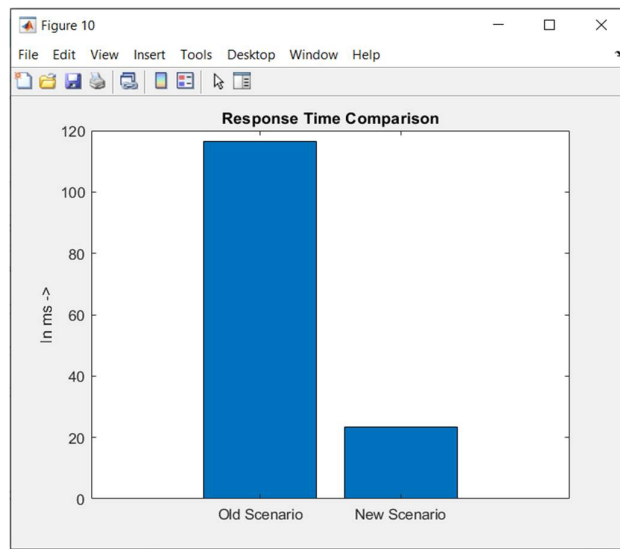 Figure 10
File Edit View Insert Tools Desktop Window Help
Response Time Comparison
120
100
80
60
40
20
0
In ms ->
Old Scenario New Scenario